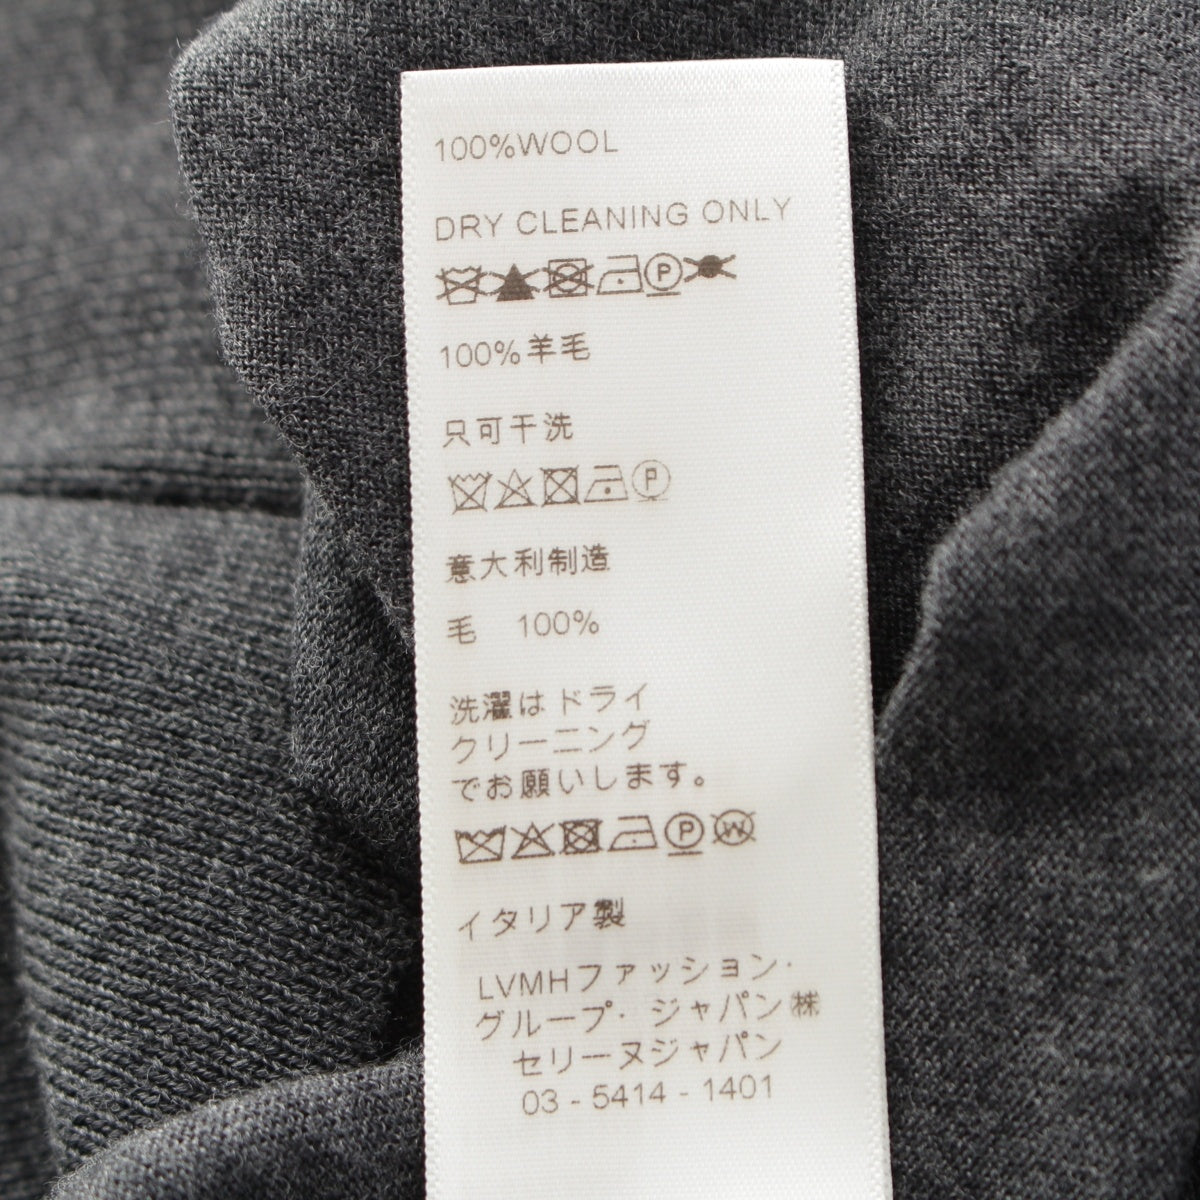 100%WOOL
DRY CLEANING ONLY
P
100%羊毛
只可干洗
P
意大利制造
毛 100%
洗濯は ドライ
クリーニング
でお願いします。
P W
イタリア製
LVMHファッション·
グループ· ジャパン㈱
セリーヌジャパン
03 - 5414 - 1401